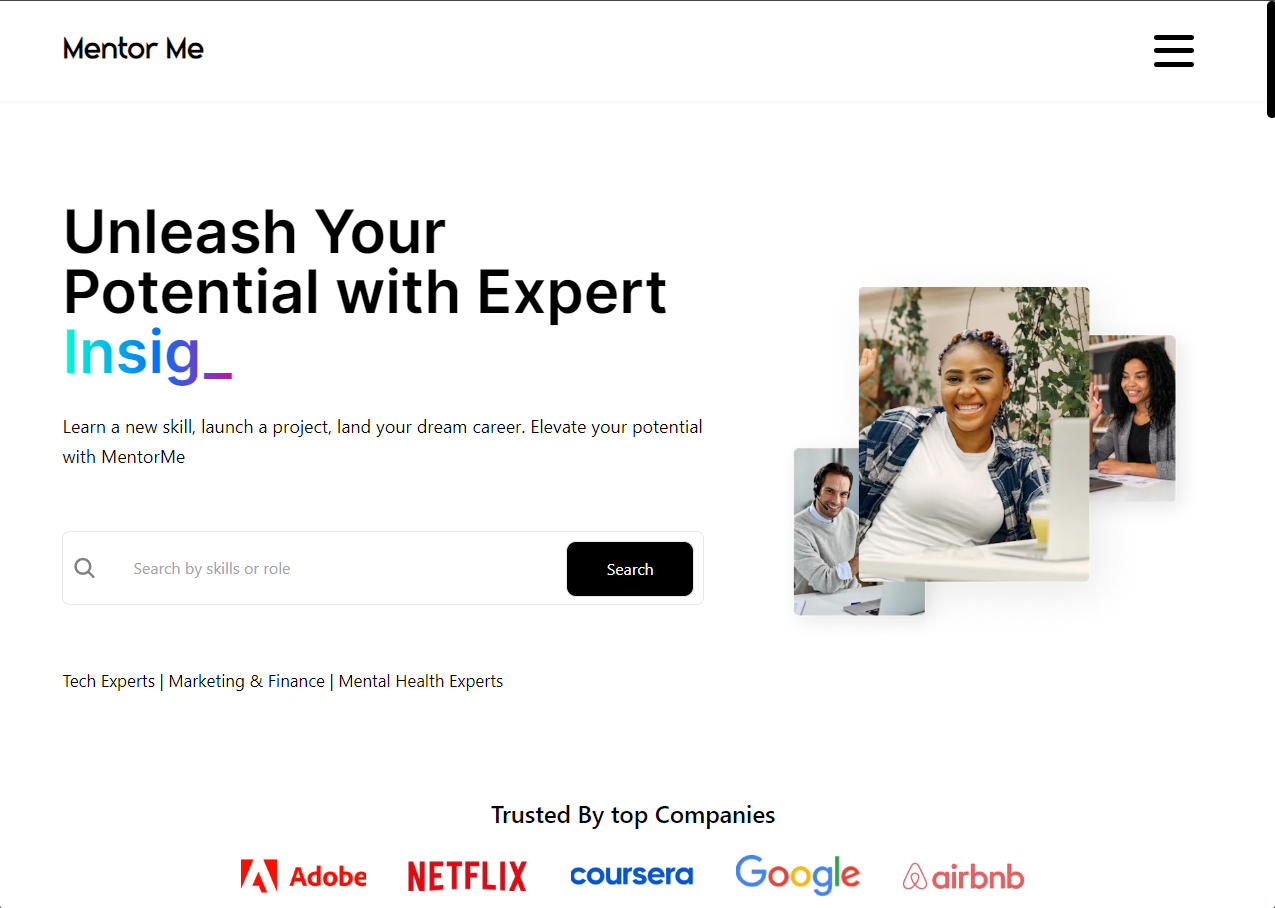 Mentor Me
Unleash Your
Potential with Expert
Insig_
Learn a new skill, launch a project, land your dream career. Elevate your potential
with MentorMe
Search by skills or role
Search
Tech Experts | Marketing & Finance | Mental Health Experts
Trusted By top Companies
Adobe
NETFLIX
coursera
Google
airbnb